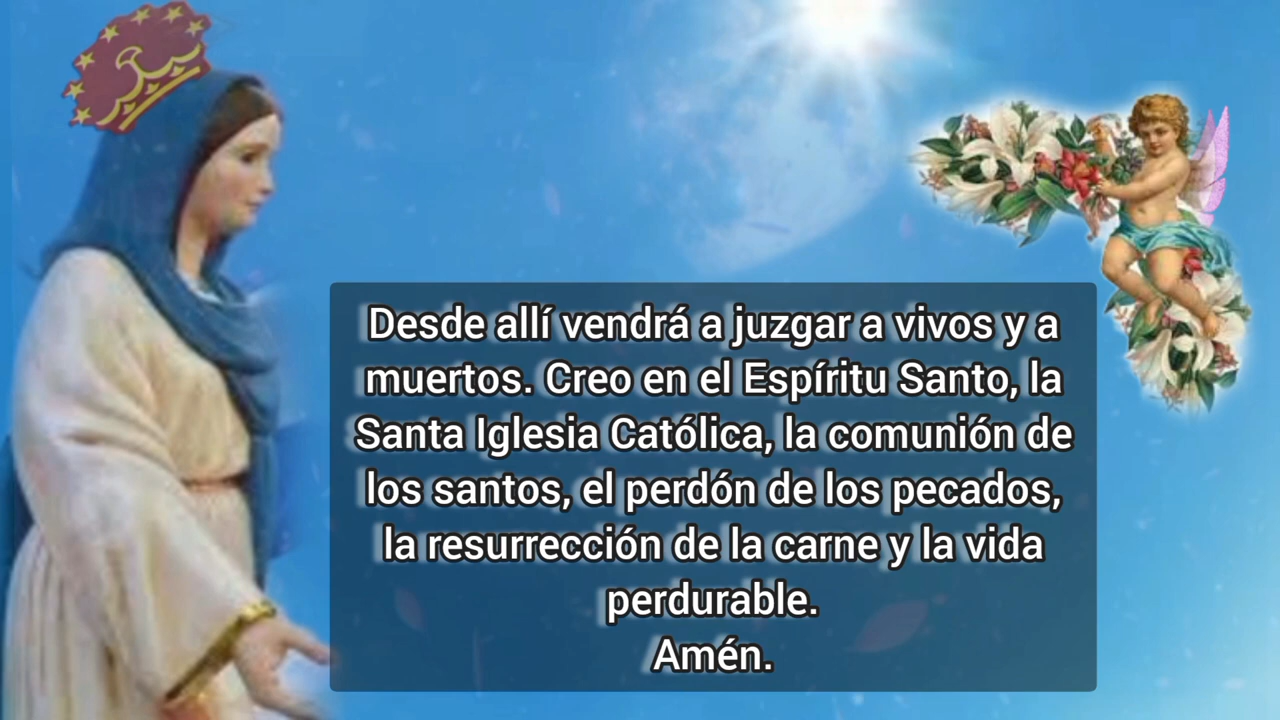 Desde allí vendrá a juzgar a vivos y a
muertos. Creo en el Espíritu Santo, la
Santa Iglesia Católica, la comunión de
los santos, el perdón de los pecados,
la resurrección de la carne y la vida
perdurable.
Amén.